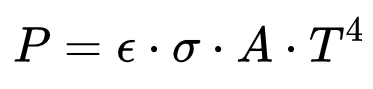 P = ϵ · σ · A · T⁴